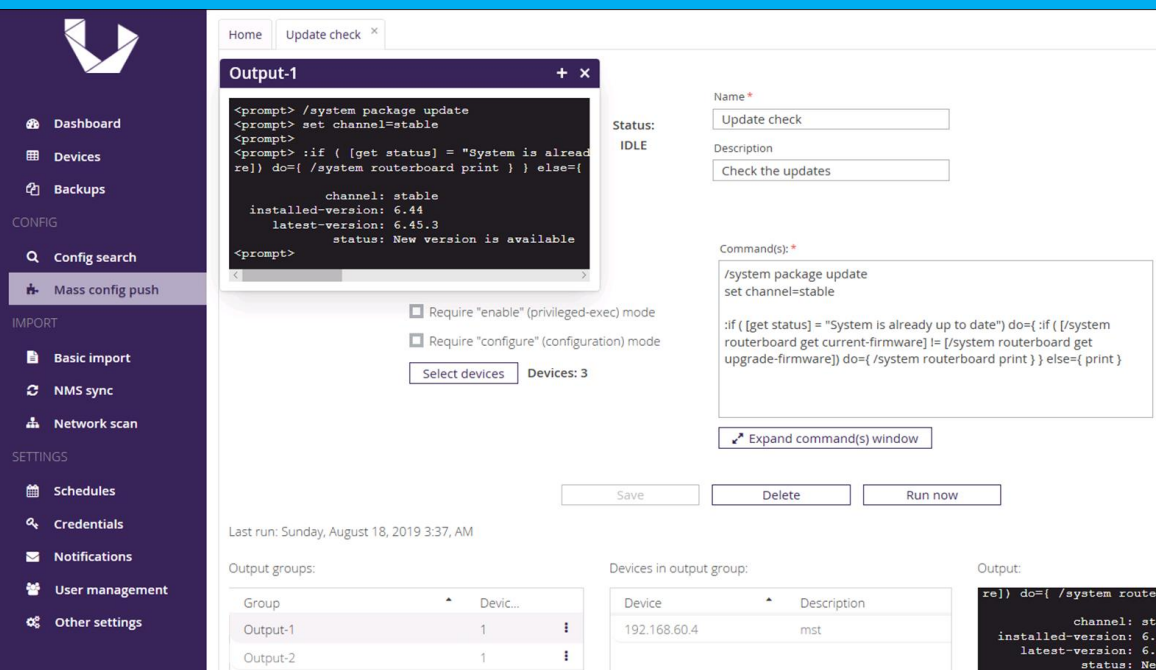 Dashboard
Devices
Backups
CONFIG
Config search
Mass config push
IMPORT
Basic import
NMS sync
Network scan
SETTINGS
Schedules
Credentials
Notifications
User management
Other settings
Home
Update check ×
Output-1 + ×
<prompt> /system package update
<prompt> set channel=stable
<prompt>
<prompt> :if ( [get status] = "System is alread
re]) do={ /system routerboard print } } else={
channel: stable
installed-version: 6.44
latest-version: 6.45.3
status: New version is available
<prompt>
Status:
IDLE
Name *
Update check
Description
Check the updates
Require "enable" (privileged-exec) mode
Require "configure" (configuration) mode
Select devices Devices: 3
Command(s): *
/system package update
set channel=stable
:if ( [get status] = "System is already up to date") do={ :if ( [/system
routerboard get current-firmware] != [/system routerboard get
upgrade-firmware]) do={ /system routerboard print } } else={ print }
Expand command(s) window
Save Delete Run now
Last run: Sunday, August 18, 2019 3:37, AM
Output groups:
Group Devic...
Output-1 1
Output-2 1
Devices in output group:
Device Description
192.168.60.4 mst
Output:
re]) do={ /system route
channel: st
installed-version: 6.
latest-version: 6.
status: Ne